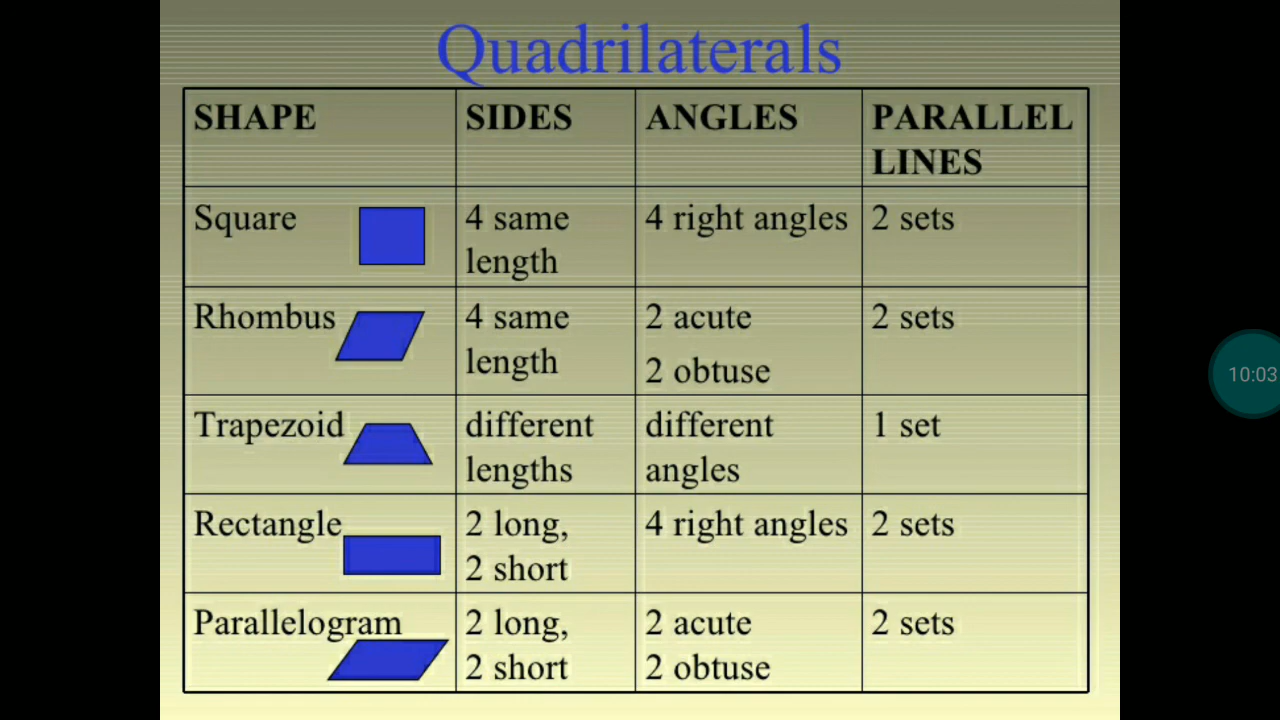 Quadrilaterals
SHAPE SIDES ANGLES PARALLEL
LINES
Square 4 same 4 right angles 2 sets
length
Rhombus 4 same 2 acute 2 sets
length 2 obtuse
Trapezoid different different 1 set
lengths angles
Rectangle 2 long, 4 right angles 2 sets
2 short
Parallelogram 2 long, 2 acute 2 sets
2 short 2 obtuse
10:03